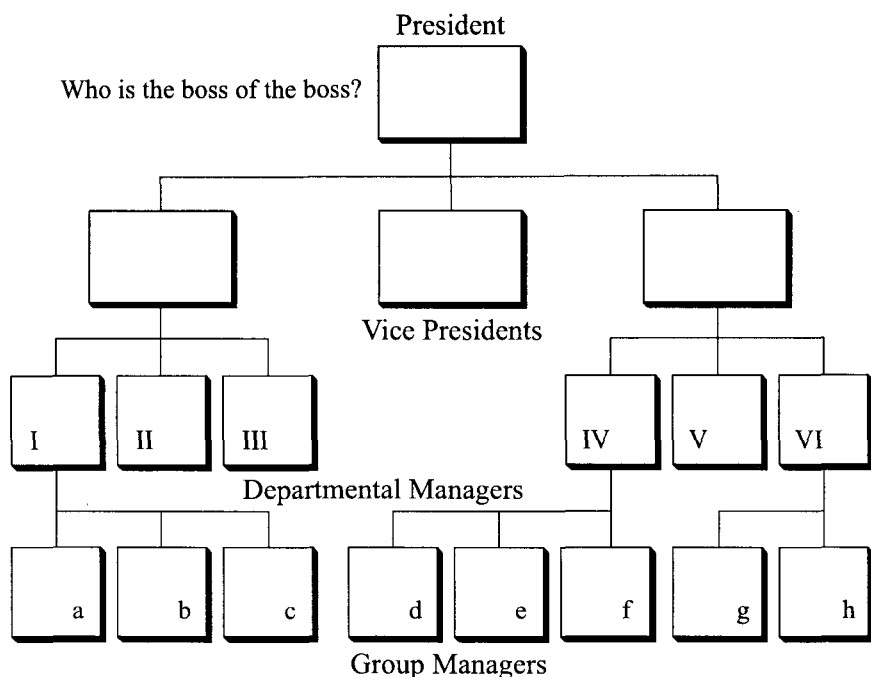 President
Who is the boss of the boss?
Vice Presidents
I II III IV V VI
Departmental Managers
a b c d e f g h
Group Managers